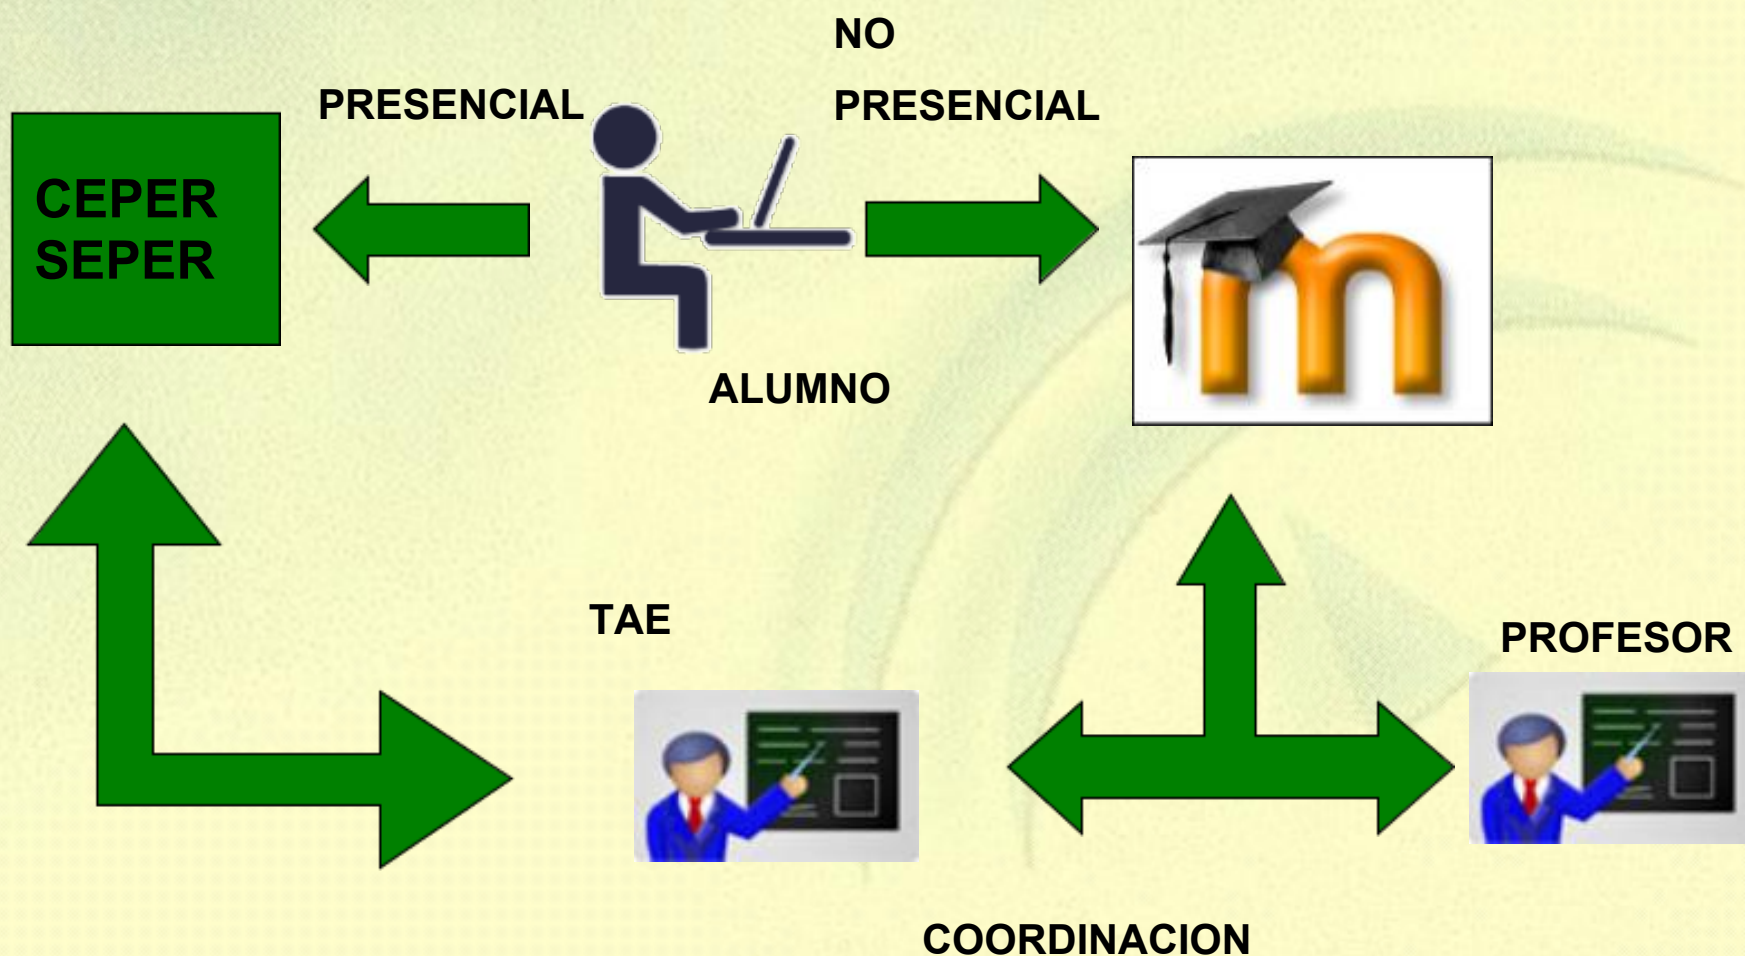 NO
PRESENCIAL
PRESENCIAL
CEPER
SEPER
m
ALUMNO
TAE
PROFESOR
COORDINACION